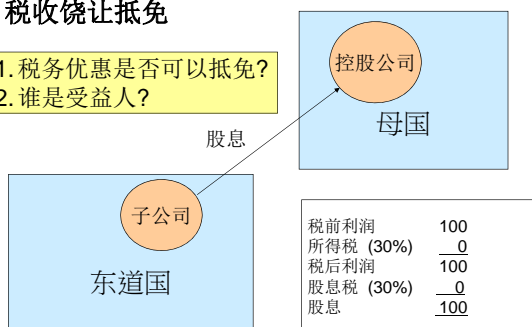 税收饶让抵免
1.税务优惠是否可以抵免?
2.谁是受益人?
控股公司
母国
股息
子公司
东道国
税前利润 100
所得税 (30%) 0
税后利润 100
股息税 (30%) 0
股息 100